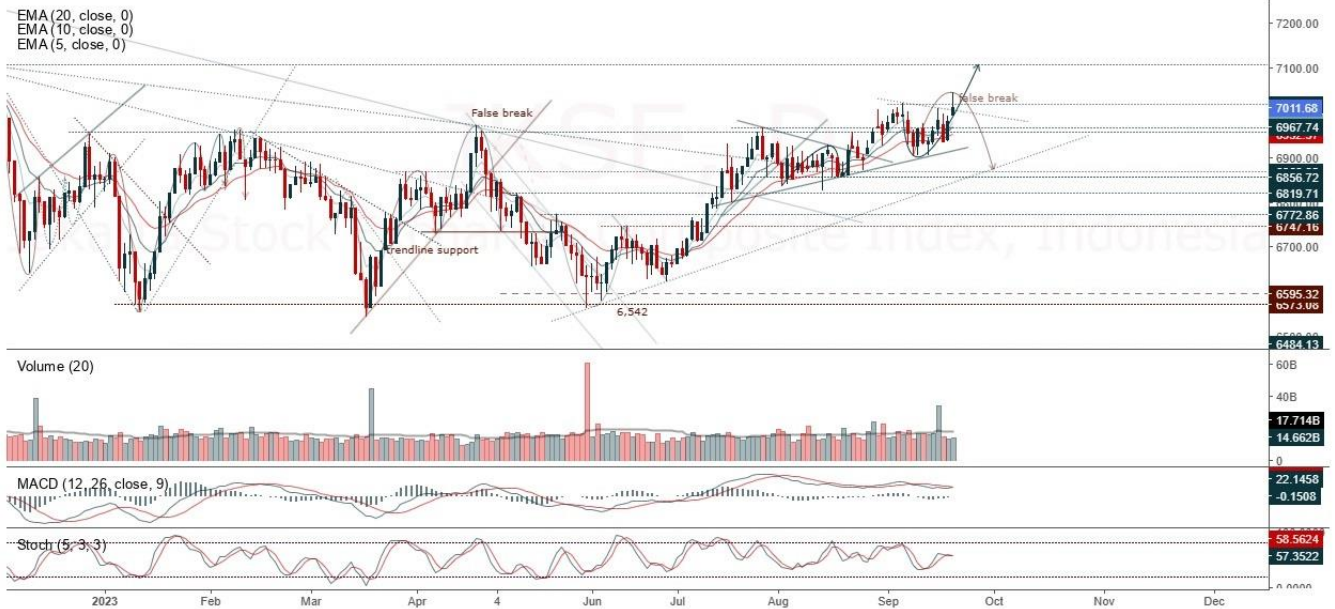 EMA (20, close, 0)
EMA (10, close, 0)
EMA (5, close, 0)
7200.00
7100.00
False break
false break
7011.68
6967.74
6900.00
6856.72
6819.71
6772.86
6747.16
6700.00
Trendline support
6595.32
6573.08
6,542
6484.13
Volume (20)
60B
40B
17.714B
14.662B
0
MACD (12, 26, close, 9)
22.1458
-0.1508
Stoch (5, 3, 3)
58.5624
57.3522
0.0000
2023
Feb
Mar
Apr
4
Jun
Jul
Aug
Sep
Oct
Nov
Dec